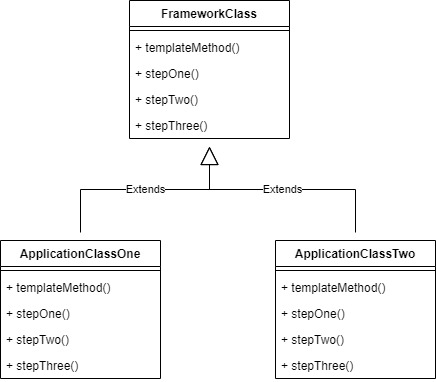 FrameworkClass
+ templateMethod()
+ stepOne()
+ stepTwo()
+ stepThree()
Extends
Extends
ApplicationClassOne
+ templateMethod()
+ stepOne()
+ stepTwo()
+ stepThree()
ApplicationClassTwo
+ templateMethod()
+ stepOne()
+ stepTwo()
+ stepThree()